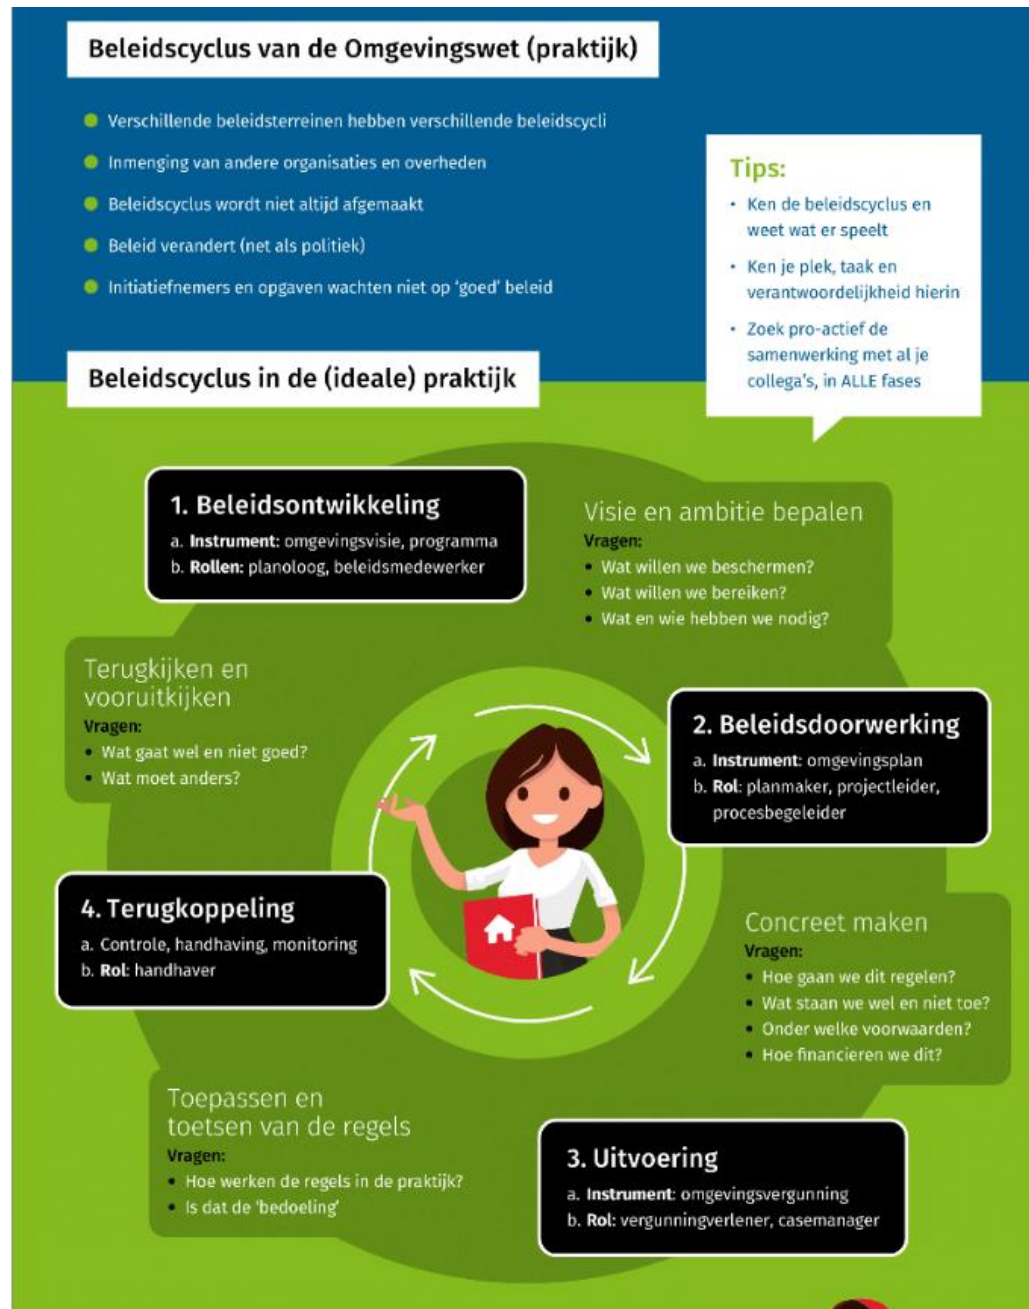 Beleidscyclus van de Omgevingswet (praktijk)
Verschillende beleidsterreinen hebben verschillende beleidscycli
Inmenging van andere organisaties en overheden
Beleidscyclus wordt niet altijd afgemaakt
Beleid verandert (net als politiek)
Initiatiefnemers en opgaven wachten niet op ‘goed’ beleid
Tips:
• Ken de beleidscyclus en
weet wat er speelt
• Ken je plek, taak en
verantwoordelijkheid hierin
• Zoek pro-actief de
samenwerking met al je
collega’s, in ALLE fases
Beleidscyclus in de (ideale) praktijk
1. Beleidsontwikkeling
a. Instrument: omgevingsvisie, programma
b. Rollen: planoloog, beleidsmedewerker
Visie en ambitie bepalen
Vragen:
• Wat willen we beschermen?
• Wat willen we bereiken?
• Wat en wie hebben we nodig?
2. Beleidsdoorwerking
a. Instrument: omgevingsplan
b. Rol: planmaker, projectleider,
procesbegeleider
Concreet maken
Vragen:
• Hoe gaan we dit regelen?
• Wat staan we wel en niet toe?
• Onder welke voorwaarden?
• Hoe financieren we dit?
3. Uitvoering
a. Instrument: omgevingsvergunning
b. Rol: vergunningverlener, casemanager
Toepassen en
toetsen van de regels
Vragen:
• Hoe werken de regels in de praktijk?
• Is dat de ‘bedoeling’
4. Terugkoppeling
a. Controle, handhaving, monitoring
b. Rol: handhaver
Terugkijken en
vooruitkijken
Vragen:
• Wat gaat wel en niet goed?
• Wat moet anders?